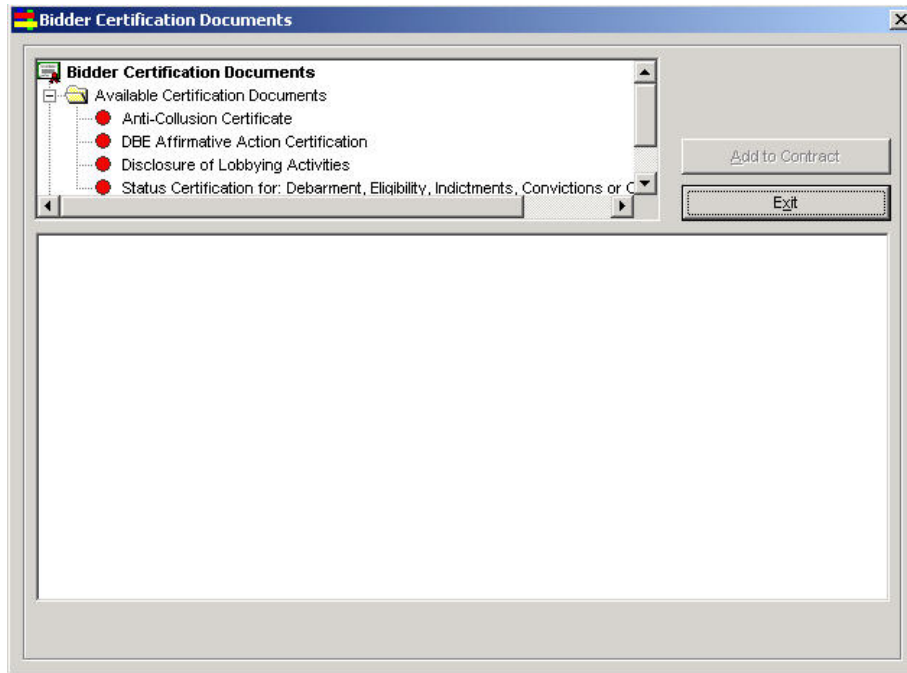 Bidder Certification Documents
Bidder Certification Documents
Available Certification Documents
Anti-Collusion Certificate
DBE Affirmative Action Certification
Disclosure of Lobbying Activities
Status Certification for: Debarment, Eligibility, Indictments, Convictions or
Add to Contract
Exit